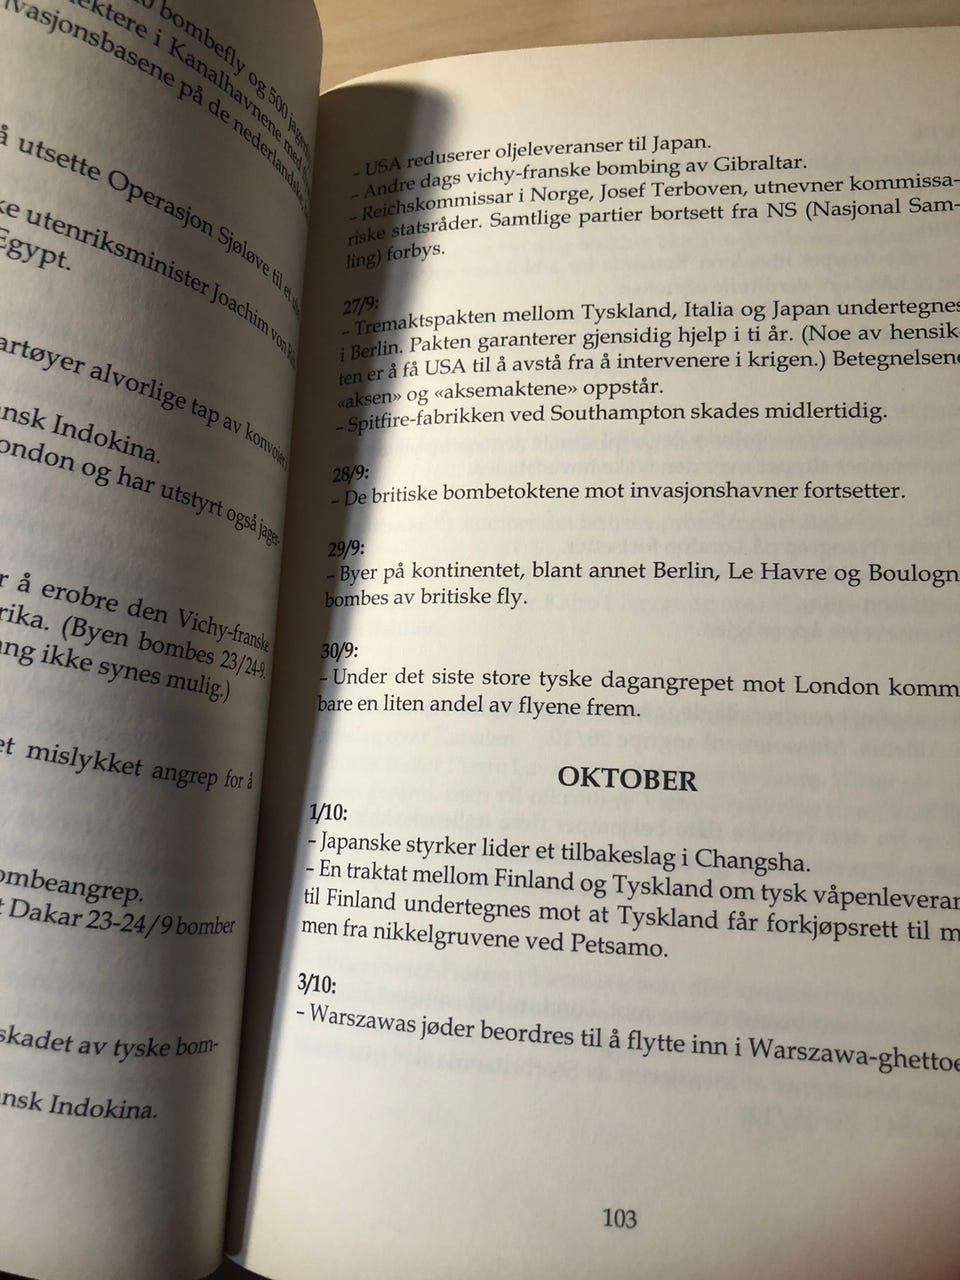 bombefly og 500
ektere i Kanalhavnene med
vasjonsbasene på de nederlandske
å utsette Operasjon Sjøløve til et
ke utenriksminister Joachim von
Egypt.
artøyer alvorlige tap av konvoier
nsk Indokina.
ondon og har utstyrt også jager-
r å erobre den Vichy-franske
rika. (Byen bombes 23/24-9.
ang ikke synes mulig.)
et mislykket angrep for å
ombeangrep.
t Dakar 23-24/9 bomber
skadet av tyske bom-
ansk Indokina.
– USA reduserer oljeleveranser til Japan.
– Andre dags vichy-franske bombing av Gibraltar.
– Reichskommissar i Norge, Josef Terboven, utnevner kommissa-
riske statsråder. Samtlige partier bortsett fra NS (Nasjonal Sam-
ling) forbys.
27/9:
– Tremaktspakten mellom Tyskland, Italia og Japan undertegnes
i Berlin. Pakten garanterer gjensidig hjelp i ti år. (Noe av hensik-
ten er å få USA til å avstå fra å intervenere i krigen.) Betegnelsene
«aksen» og «aksemaktene» oppstår.
– Spitfire-fabrikken ved Southampton skades midlertidig.
28/9:
– De britiske bombetoktene mot invasjonshavner fortsetter.
29/9:
– Byer på kontinentet, blant annet Berlin, Le Havre og Boulogn
bombes av britiske fly.
30/9:
– Under det siste store tyske dagangrepet mot London komm
bare en liten andel av flyene frem.
OKTOBER
1/10:
– Japanske styrker lider et tilbakeslag i Changsha.
– En traktat mellom Finland og Tyskland om tysk våpenleveran
til Finland undertegnes mot at Tyskland får forkjøpsrett til m
men fra nikkelgruvene ved Petsamo.
3/10:
– Warszawas jøder beordres til å flytte inn i Warszawa-ghettoe
103